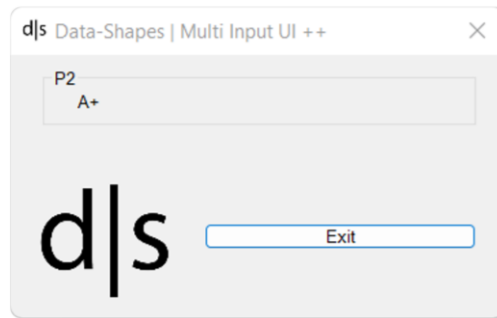 d|s Data-Shapes | Multi Input UI ++
P2
A+
d|s
Exit